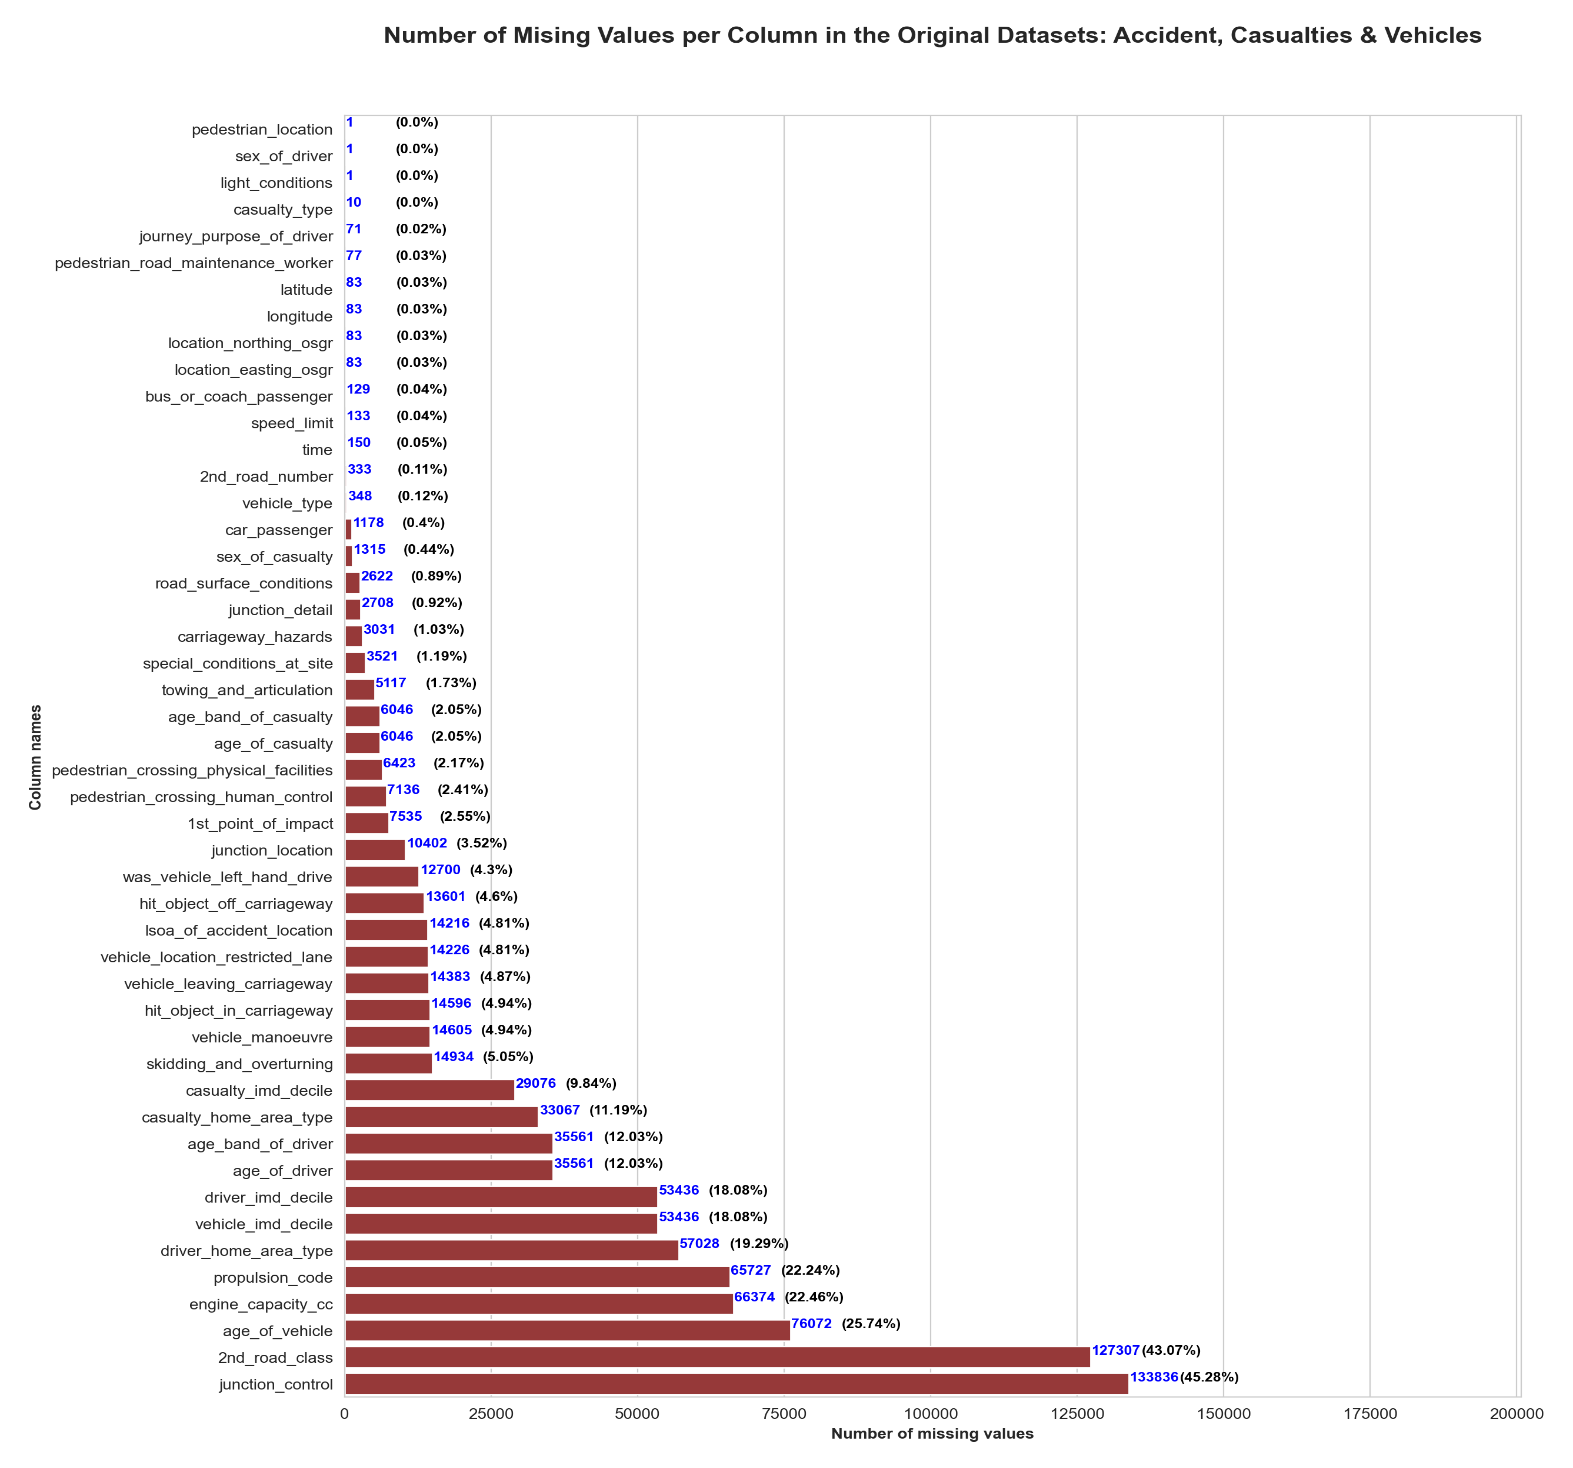 Number of Mising Values per Column in the Original Datasets: Accident, Casualties & Vehicles
pedestrian_location 1 (0.0%)
sex_of_driver 1 (0.0%)
light_conditions 1 (0.0%)
casualty_type 10 (0.0%)
journey_purpose_of_driver 71 (0.02%)
pedestrian_road_maintenance_worker 77 (0.03%)
latitude 83 (0.03%)
longitude 83 (0.03%)
location_northing_osgr 83 (0.03%)
location_easting_osgr 83 (0.03%)
bus_or_coach_passenger 129 (0.04%)
speed_limit 133 (0.04%)
time 150 (0.05%)
2nd_road_number 333 (0.11%)
vehicle_type 348 (0.12%)
car_passenger 1178 (0.4%)
sex_of_casualty 1315 (0.44%)
road_surface_conditions 2622 (0.89%)
junction_detail 2708 (0.92%)
carriageway_hazards 3031 (1.03%)
special_conditions_at_site 3521 (1.19%)
towing_and_articulation 5117 (1.73%)
age_band_of_casualty 6046 (2.05%)
age_of_casualty 6046 (2.05%)
pedestrian_crossing_physical_facilities 6423 (2.17%)
pedestrian_crossing_human_control 7136 (2.41%)
1st_point_of_impact 7535 (2.55%)
junction_location 10402 (3.52%)
was_vehicle_left_hand_drive 12700 (4.3%)
hit_object_off_carriageway 13601 (4.6%)
lsoa_of_accident_location 14216 (4.81%)
vehicle_location_restricted_lane 14226 (4.81%)
vehicle_leaving_carriageway 14383 (4.87%)
hit_object_in_carriageway 14596 (4.94%)
vehicle_manoeuvre 14605 (4.94%)
skidding_and_overturning 14934 (5.05%)
casualty_imd_decile 29076 (9.84%)
casualty_home_area_type 33067 (11.19%)
age_band_of_driver 35561 (12.03%)
age_of_driver 35561 (12.03%)
driver_imd_decile 53436 (18.08%)
vehicle_imd_decile 53436 (18.08%)
driver_home_area_type 57028 (19.29%)
propulsion_code 65727 (22.24%)
engine_capacity_cc 66374 (22.46%)
age_of_vehicle 76072 (25.74%)
2nd_road_class 127307 (43.07%)
junction_control 133836 (45.28%)
Column names
0 25000 50000 75000 100000 125000 150000 175000 200000
Number of missing values